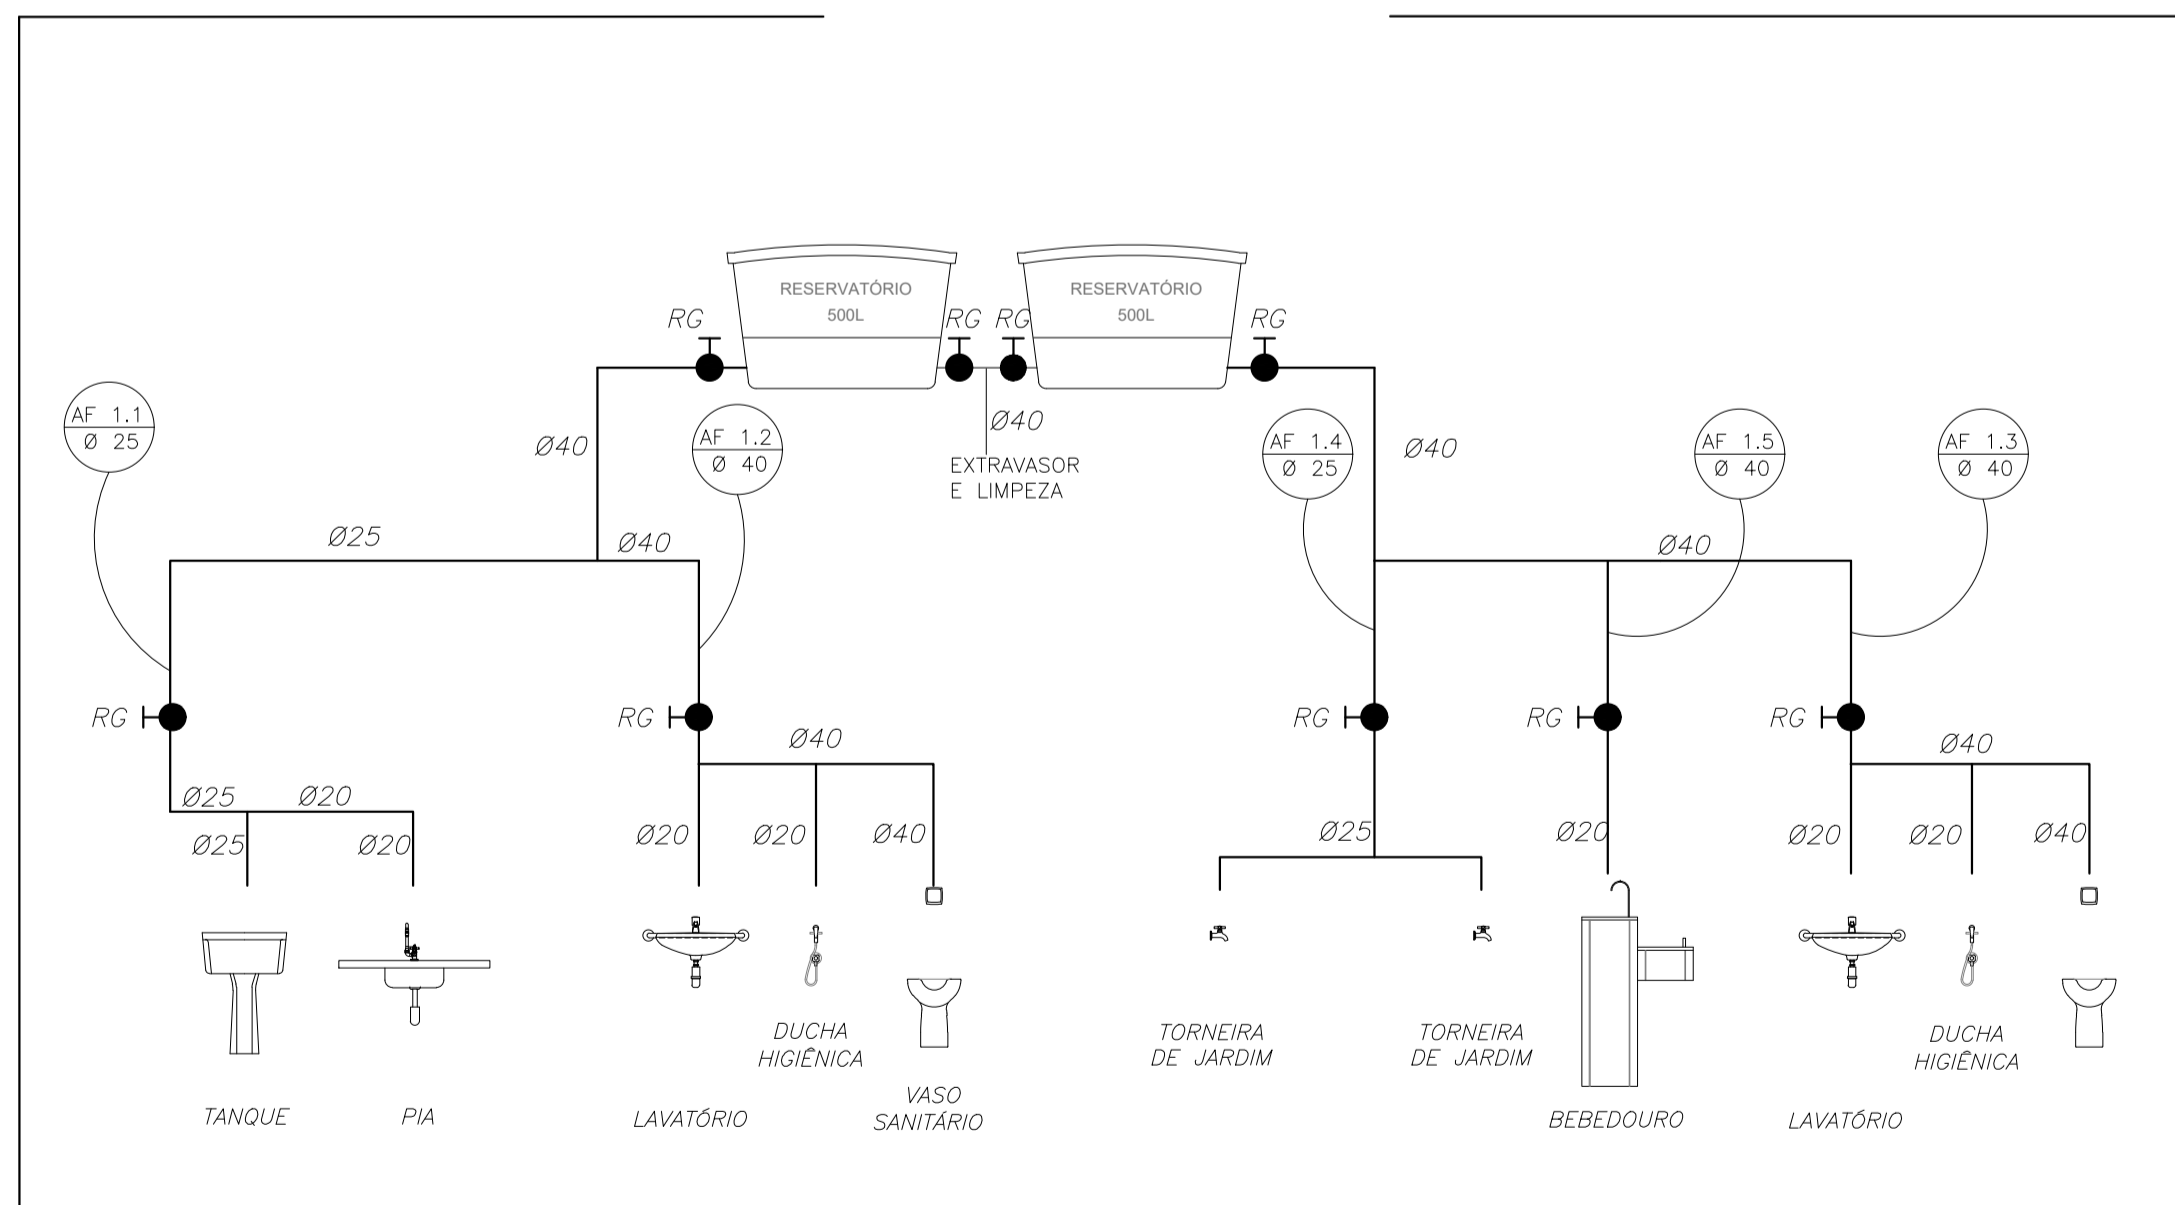 RESERVATÓRIO
500L
RESERVATÓRIO
500L
RG
RG
RG
RG
AF 1.1
Ø 25
AF 1.2
Ø 40
Ø40
Ø40
EXTRAVASOR
E LIMPEZA
AF 1.4
Ø 25
Ø40
AF 1.5
Ø 40
AF 1.3
Ø 40
Ø25
Ø40
Ø40
RG
RG
RG
RG
RG
Ø40
Ø40
Ø25
Ø20
Ø25
Ø20
Ø20
Ø20
Ø40
Ø25
Ø20
Ø20
Ø20
Ø40
TANQUE
PIA
LAVATÓRIO
DUCHA
HIGIÊNICA
VASO
SANITÁRIO
TORNEIRA
DE JARDIM
TORNEIRA
DE JARDIM
BEBEDOURO
LAVATÓRIO
DUCHA
HIGIÊNICA